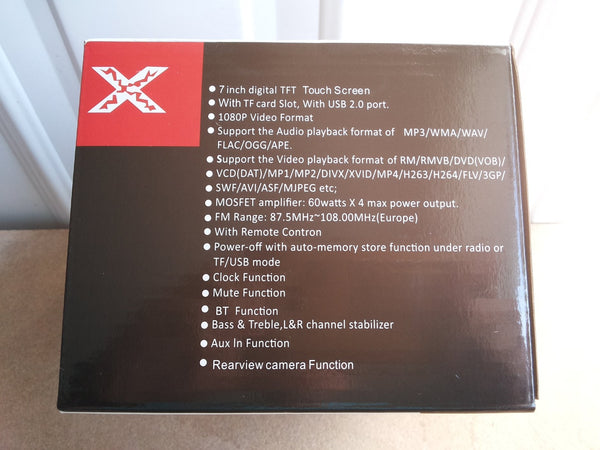 X
• 7 inch digital TFT Touch Screen
• With TF card Slot, With USB 2.0 port.
• 1080P Video Format
• Support the Audio playback format of MP3/WMA/WAV/
FLAC/OGG/APE.
• Support the Video playback format of RM/RMVB/DVD(VOB)/
• VCD(DAT)/MP1/MP2/DIVX/XVID/MP4/H263/H264/FLV/3GP/
• SWF/AVI/ASF/MJPEG etc;
• MOSFET amplifier: 60watts X 4 max power output.
• FM Range: 87.5MHz~108.00MHz(Europe)
• With Remote Contron
• Power-off with auto-memory store function under radio or
TF/USB mode
• Clock Function
• Mute Function
• BT Function
• Bass & Treble,L&R channel stabilizer
• Aux In Function
• Rearview camera Function